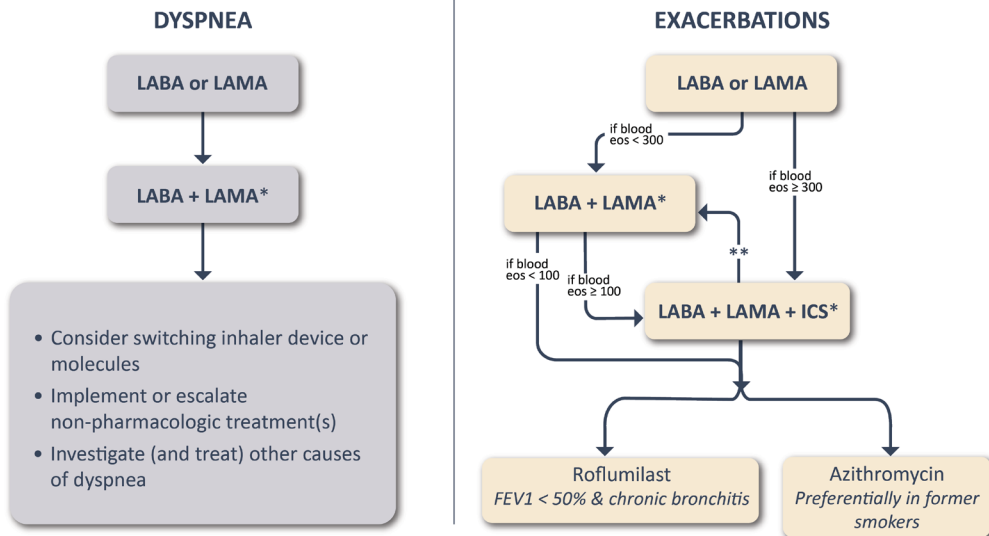 DYSPNEA
LABA or LAMA
LABA + LAMA*
• Consider switching inhaler device or
molecules
• Implement or escalate
non-pharmacologic treatment(s)
• Investigate (and treat) other causes
of dyspnea
EXACERBATIONS
LABA or LAMA
if blood
eos < 300
if blood
eos ≥ 300
LABA + LAMA*
**
if blood
eos < 100
if blood
eos ≥ 100
LABA + LAMA + ICS*
Roflumilast
FEV1 < 50% & chronic bronchitis
Azithromycin
Preferentially in former
smokers